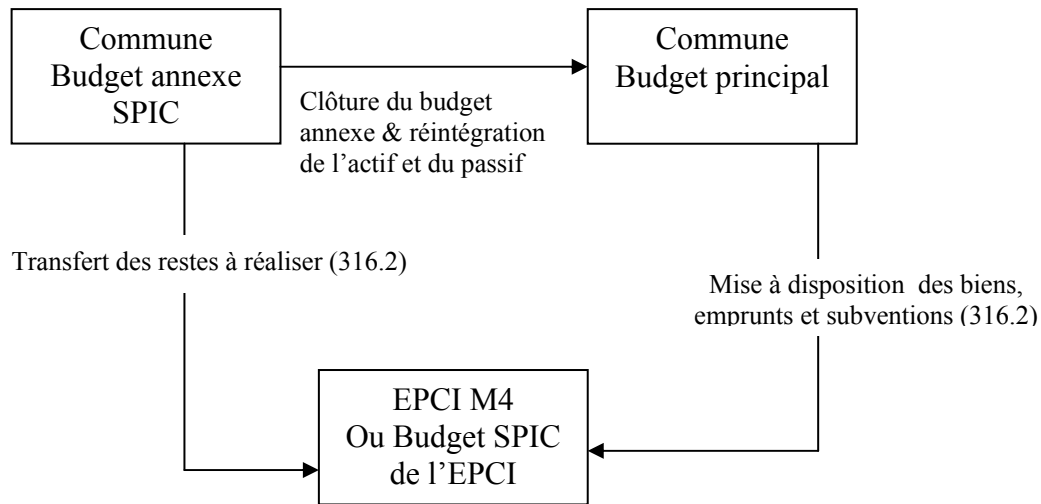 Commune
Budget annexe
SPIC
Commune
Budget principal
Clôture du budget
annexe & réintégration
de l’actif et du passif
Transfert des restes à réaliser (316.2)
Mise à disposition des biens,
emprunts et subventions (316.2)
EPCI M4
Ou Budget SPIC
de l’EPCI